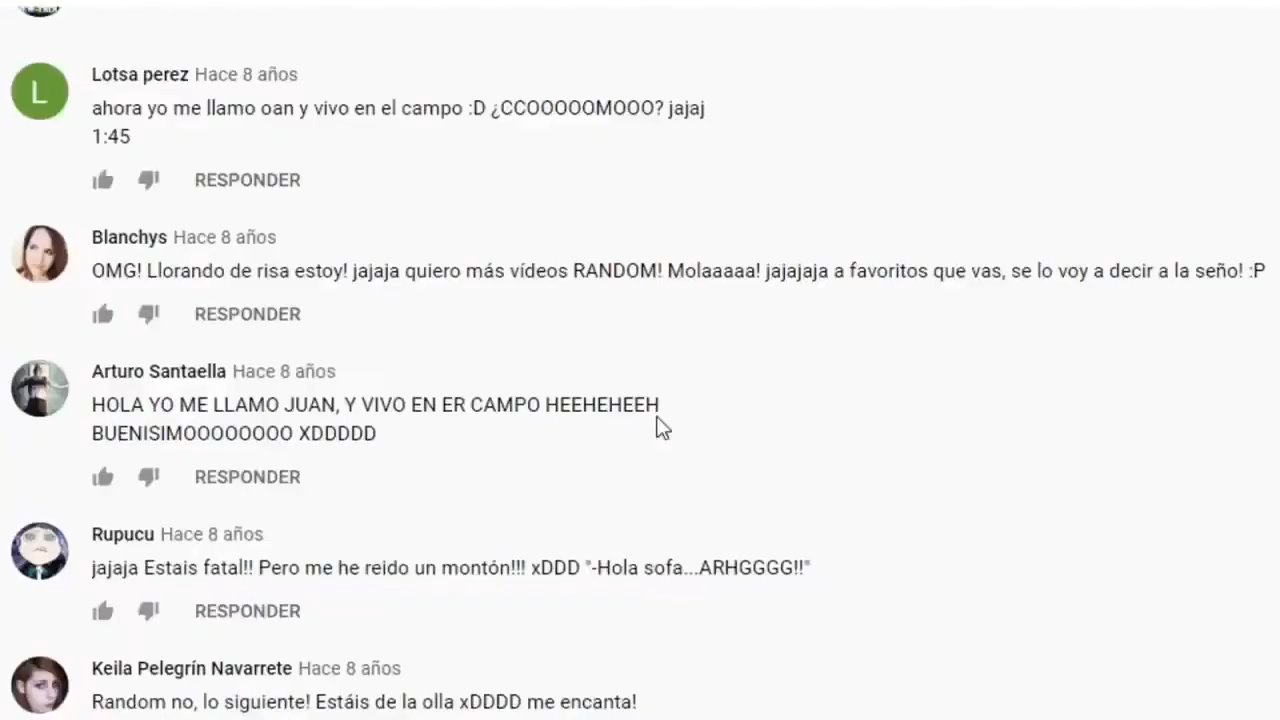 L
Lotsa perez Hace 8 años
ahora yo me llamo oan y vivo en el campo :D ¿CCOOOOOMOOO? jajaj
1:45
RESPONDER
Blanchys Hace 8 años
OMG! Llorando de risa estoy! jajaja quiero más vídeos RANDOM! Molaaaaa! jajajaja a favoritos que vas, se lo voy a decir a la seño! :P
RESPONDER
Arturo Santaella Hace 8 años
HOLA YO ME LLAMO JUAN, Y VIVO EN ER CAMPO HEEHEHEEH
BUENISIMOOOOOOOO XDDDDD
RESPONDER
Rupucu Hace 8 años
jajaja Estais fatal!! Pero me he reido un montón!!! xDDD "-Hola sofa...ARHGGGG!!"
RESPONDER
Keila Pelegrín Navarrete Hace 8 años
Random no, lo siguiente! Estáis de la olla xDDDD me encanta!